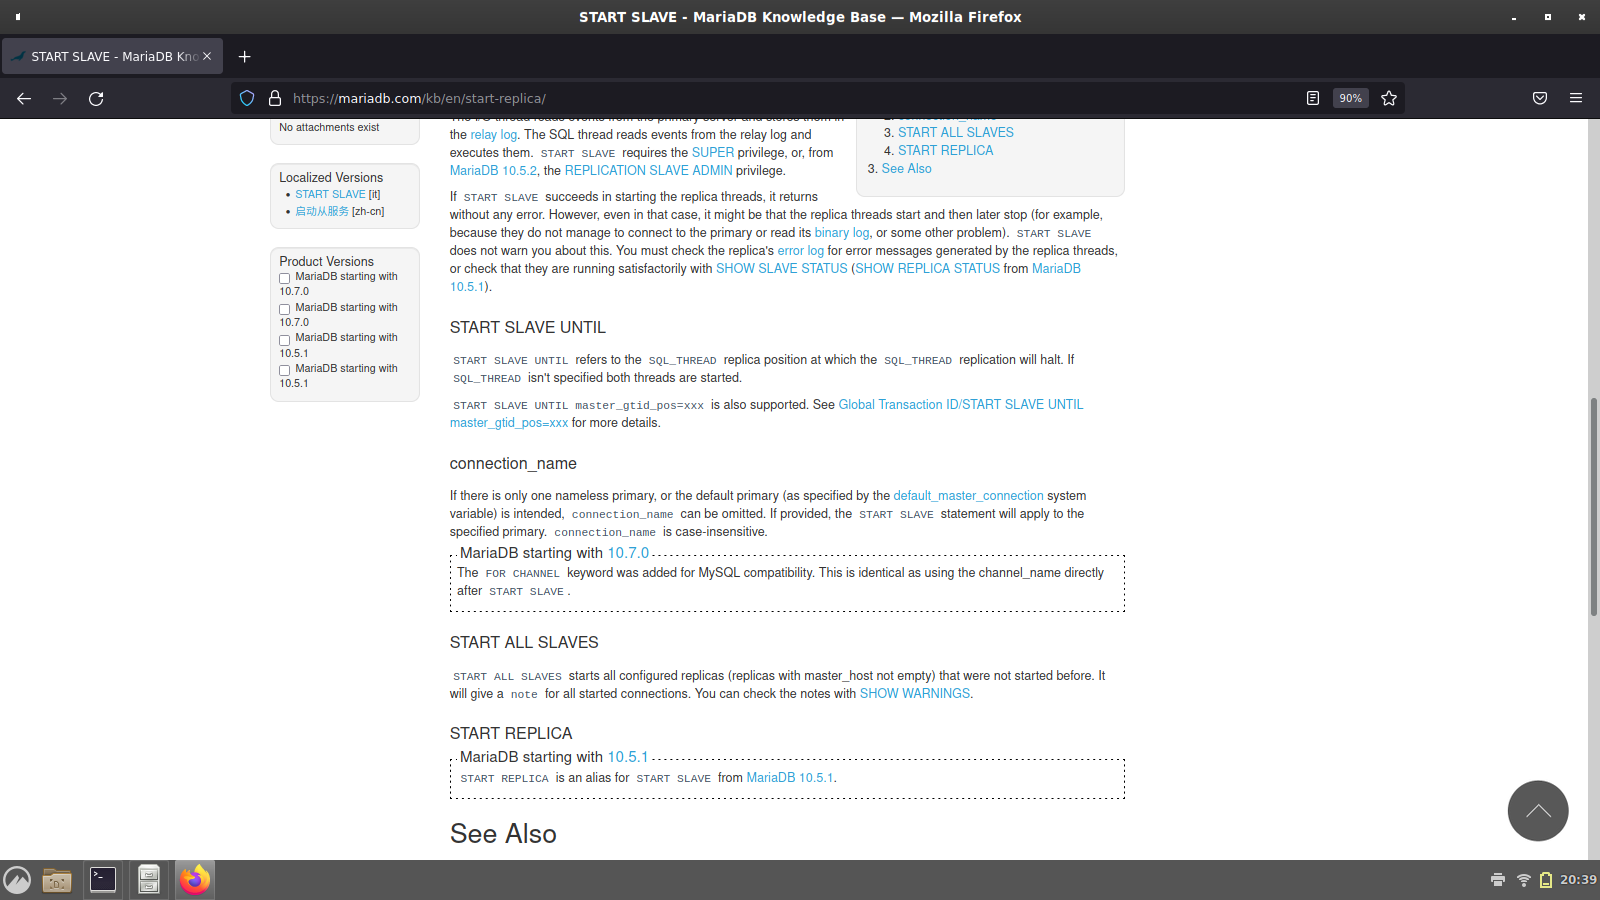 START SLAVE - MariaDB Knowledge Base — Mozilla Firefox
START SLAVE - MariaDB Kno
https://mariadb.com/kb/en/start-replica/
90%
No attachments exist
Localized Versions
START SLAVE [it]
启动从服务 [zh-cn]
Product Versions
MariaDB starting with
10.7.0
MariaDB starting with
10.7.0
MariaDB starting with
10.5.1
MariaDB starting with
10.5.1
The I/O thread reads events from the primary server and stores them in
the relay log. The SQL thread reads events from the relay log and
executes them. START SLAVE requires the SUPER privilege, or, from
MariaDB 10.5.2, the REPLICATION SLAVE ADMIN privilege.
2. connection_name
3. START ALL SLAVES
4. START REPLICA
3. See Also
If START SLAVE succeeds in starting the replica threads, it returns
without any error. However, even in that case, it might be that the replica threads start and then later stop (for example,
because they do not manage to connect to the primary or read its binary log, or some other problem). START SLAVE
does not warn you about this. You must check the replica's error log for error messages generated by the replica threads,
or check that they are running satisfactorily with SHOW SLAVE STATUS (SHOW REPLICA STATUS from MariaDB
10.5.1).
START SLAVE UNTIL
START SLAVE UNTIL refers to the SQL_THREAD replica position at which the SQL_THREAD replication will halt. If
SQL_THREAD isn't specified both threads are started.
START SLAVE UNTIL master_gtid_pos=xxx is also supported. See Global Transaction ID/START SLAVE UNTIL
master_gtid_pos=xxx for more details.
connection_name
If there is only one nameless primary, or the default primary (as specified by the default_master_connection system
variable) is intended, connection_name can be omitted. If provided, the START SLAVE statement will apply to the
specified primary. connection_name is case-insensitive.
MariaDB starting with 10.7.0
The FOR CHANNEL keyword was added for MySQL compatibility. This is identical as using the channel_name directly
after START SLAVE.
START ALL SLAVES
START ALL SLAVES starts all configured replicas (replicas with master_host not empty) that were not started before. It
will give a note for all started connections. You can check the notes with SHOW WARNINGS.
START REPLICA
MariaDB starting with 10.5.1
START REPLICA is an alias for START SLAVE from MariaDB 10.5.1.
See Also
20:39